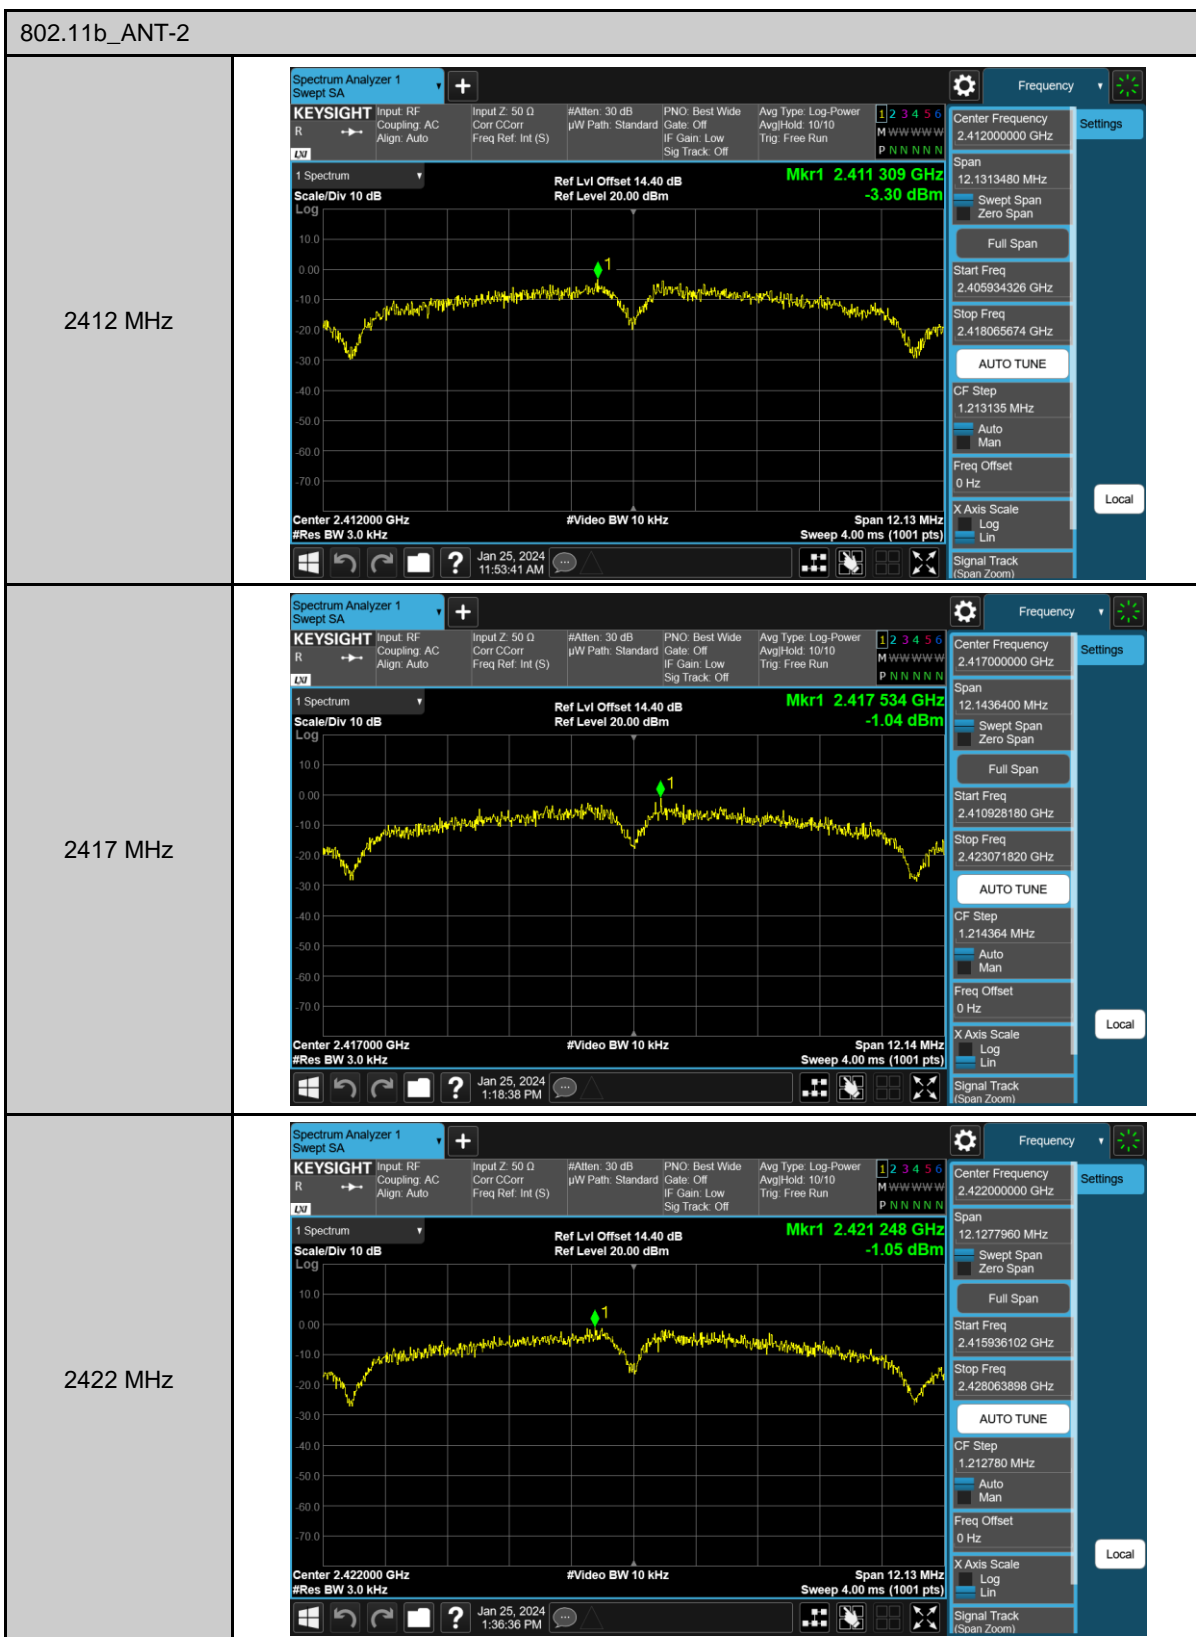 802.11b_ANT-2
2412 MHz
Spectrum Analyzer 1
Swept SA
Frequency
KEYSIGHT
R
LXI
Input: RF
Coupling: AC
Align: Auto
Input Z: 50 Ω
Corr CCorr
Freq Ref: Int (S)
#Atten: 30 dB
µW Path: Standard
PNO: Best Wide
Gate: Off
IF Gain: Low
Sig Track: Off
Avg Type: Log-Power
Avg|Hold: 10/10
Trig: Free Run
1 2 3 4 5 6
M W W W W W
P N N N N N
1 Spectrum
Scale/Div 10 dB
Log
Ref Lvl Offset 14.40 dB
Ref Level 20.00 dBm
Mkr1 2.411 309 GHz
-3.30 dBm
1
10.0
0.00
-10.0
-20.0
-30.0
-40.0
-50.0
-60.0
-70.0
Center 2.412000 GHz
#Video BW 10 kHz
Span 12.13 MHz
#Res BW 3.0 kHz
Sweep 4.00 ms (1001 pts)
Jan 25, 2024
11:53:41 AM
Center Frequency
2.412000000 GHz
Settings
Span
12.1313480 MHz
Swept Span
Zero Span
Full Span
Start Freq
2.405934326 GHz
Stop Freq
2.418065674 GHz
AUTO TUNE
CF Step
1.213135 MHz
Auto
Man
Freq Offset
0 Hz
Local
X Axis Scale
Log
Lin
Signal Track
(Span Zoom)
2417 MHz
Spectrum Analyzer 1
Swept SA
Frequency
KEYSIGHT
R
LXI
Input: RF
Coupling: AC
Align: Auto
Input Z: 50 Ω
Corr CCorr
Freq Ref: Int (S)
#Atten: 30 dB
µW Path: Standard
PNO: Best Wide
Gate: Off
IF Gain: Low
Sig Track: Off
Avg Type: Log-Power
Avg|Hold: 10/10
Trig: Free Run
1 2 3 4 5 6
M W W W W W
P N N N N N
1 Spectrum
Scale/Div 10 dB
Log
Ref Lvl Offset 14.40 dB
Ref Level 20.00 dBm
Mkr1 2.417 534 GHz
-1.04 dBm
1
10.0
0.00
-10.0
-20.0
-30.0
-40.0
-50.0
-60.0
-70.0
Center 2.417000 GHz
#Video BW 10 kHz
Span 12.14 MHz
#Res BW 3.0 kHz
Sweep 4.00 ms (1001 pts)
Jan 25, 2024
1:18:38 PM
Center Frequency
2.417000000 GHz
Settings
Span
12.1436400 MHz
Swept Span
Zero Span
Full Span
Start Freq
2.410928180 GHz
Stop Freq
2.423071820 GHz
AUTO TUNE
CF Step
1.214364 MHz
Auto
Man
Freq Offset
0 Hz
Local
X Axis Scale
Log
Lin
Signal Track
(Span Zoom)
2422 MHz
Spectrum Analyzer 1
Swept SA
Frequency
KEYSIGHT
R
LXI
Input: RF
Coupling: AC
Align: Auto
Input Z: 50 Ω
Corr CCorr
Freq Ref: Int (S)
#Atten: 30 dB
µW Path: Standard
PNO: Best Wide
Gate: Off
IF Gain: Low
Sig Track: Off
Avg Type: Log-Power
Avg|Hold: 10/10
Trig: Free Run
1 2 3 4 5 6
M W W W W W
P N N N N N
1 Spectrum
Scale/Div 10 dB
Log
Ref Lvl Offset 14.40 dB
Ref Level 20.00 dBm
Mkr1 2.421 248 GHz
-1.05 dBm
1
10.0
0.00
-10.0
-20.0
-30.0
-40.0
-50.0
-60.0
-70.0
Center 2.422000 GHz
#Video BW 10 kHz
Span 12.13 MHz
#Res BW 3.0 kHz
Sweep 4.00 ms (1001 pts)
Jan 25, 2024
1:36:36 PM
Center Frequency
2.422000000 GHz
Settings
Span
12.1277960 MHz
Swept Span
Zero Span
Full Span
Start Freq
2.415936102 GHz
Stop Freq
2.428063898 GHz
AUTO TUNE
CF Step
1.212780 MHz
Auto
Man
Freq Offset
0 Hz
Local
X Axis Scale
Log
Lin
Signal Track
(Span Zoom)